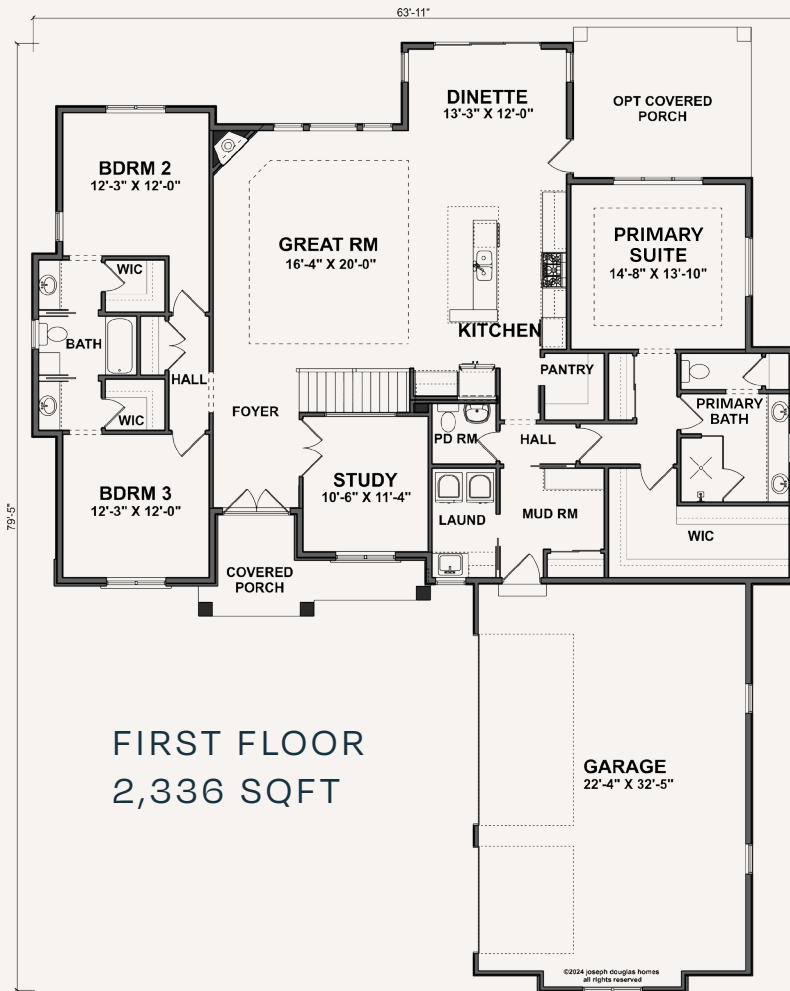 63'-11"
DINETTE
13'-3" X 12'-0"
OPT COVERED
PORCH
BDRM 2
12'-3" X 12'-0"
GREAT RM
16'-4" X 20'-0"
PRIMARY
SUITE
14'-8" X 13'-10"
WIC
KITCHEN
BATH
HALL
PANTRY
WIC
FOYER
PRIMARY
BATH
PD RM
HALL
STUDY
10'-6" X 11'-4"
BDRM 3
12'-3" X 12'-0"
LAUND
MUD RM
WIC
79'-5"
COVERED
PORCH
FIRST FLOOR
2,336 SQFT
GARAGE
22'-4" X 32'-5"
©2024 joseph douglas homes
all rights reserved